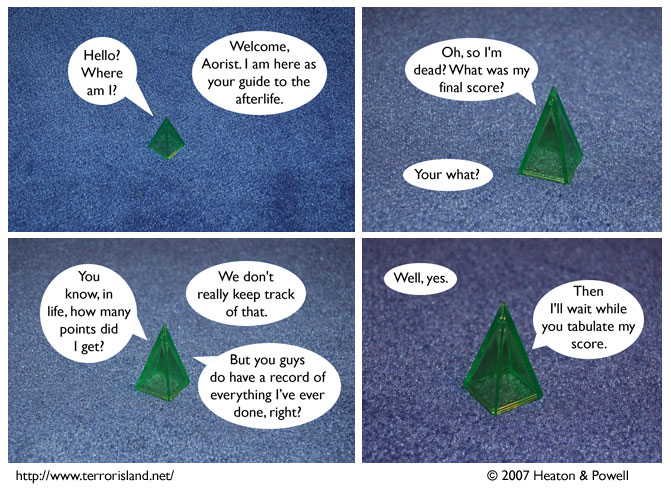 Hello?
Where
am I?
Welcome,
Aorist. I am here as
your guide to the
afterlife.
Oh, so I'm
dead? What was my
final score?
Your what?
You
know, in
life, how many
points did
I get?
We don't
really keep track
of that.
But you guys
do have a record of
everything I've ever
done, right?
Well, yes.
Then
I'll wait while
you tabulate my
score.
http://www.terrorisland.net/
© 2007 Heaton & Powell